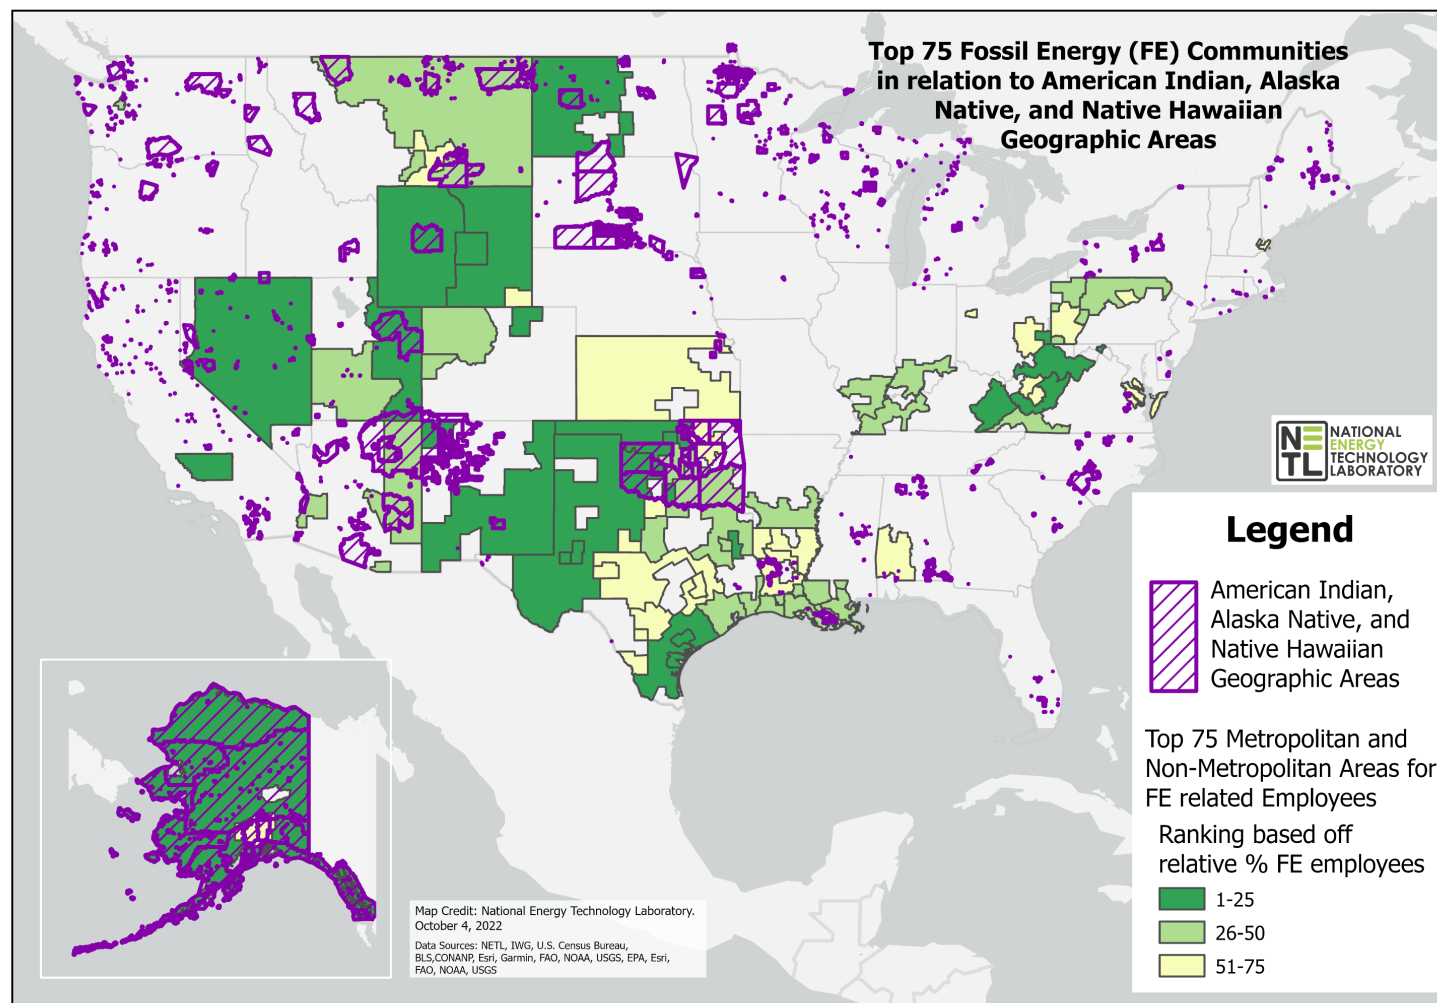 Top 75 Fossil Energy (FE) Communities
in relation to American Indian, Alaska
Native, and Native Hawaiian
Geographic Areas
NETL
NATIONAL
ENERGY
TECHNOLOGY
LABORATORY
Legend
American Indian,
Alaska Native, and
Native Hawaiian
Geographic Areas
Top 75 Metropolitan and
Non-Metropolitan Areas for
FE related Employees
Ranking based off
relative % FE employees
1-25
26-50
51-75
Map Credit: National Energy Technology Laboratory.
October 4, 2022
Data Sources: NETL, IWG, U.S. Census Bureau,
BLS,CONANP, Esri, Garmin, FAO, NOAA, USGS, EPA, Esri,
FAO, NOAA, USGS